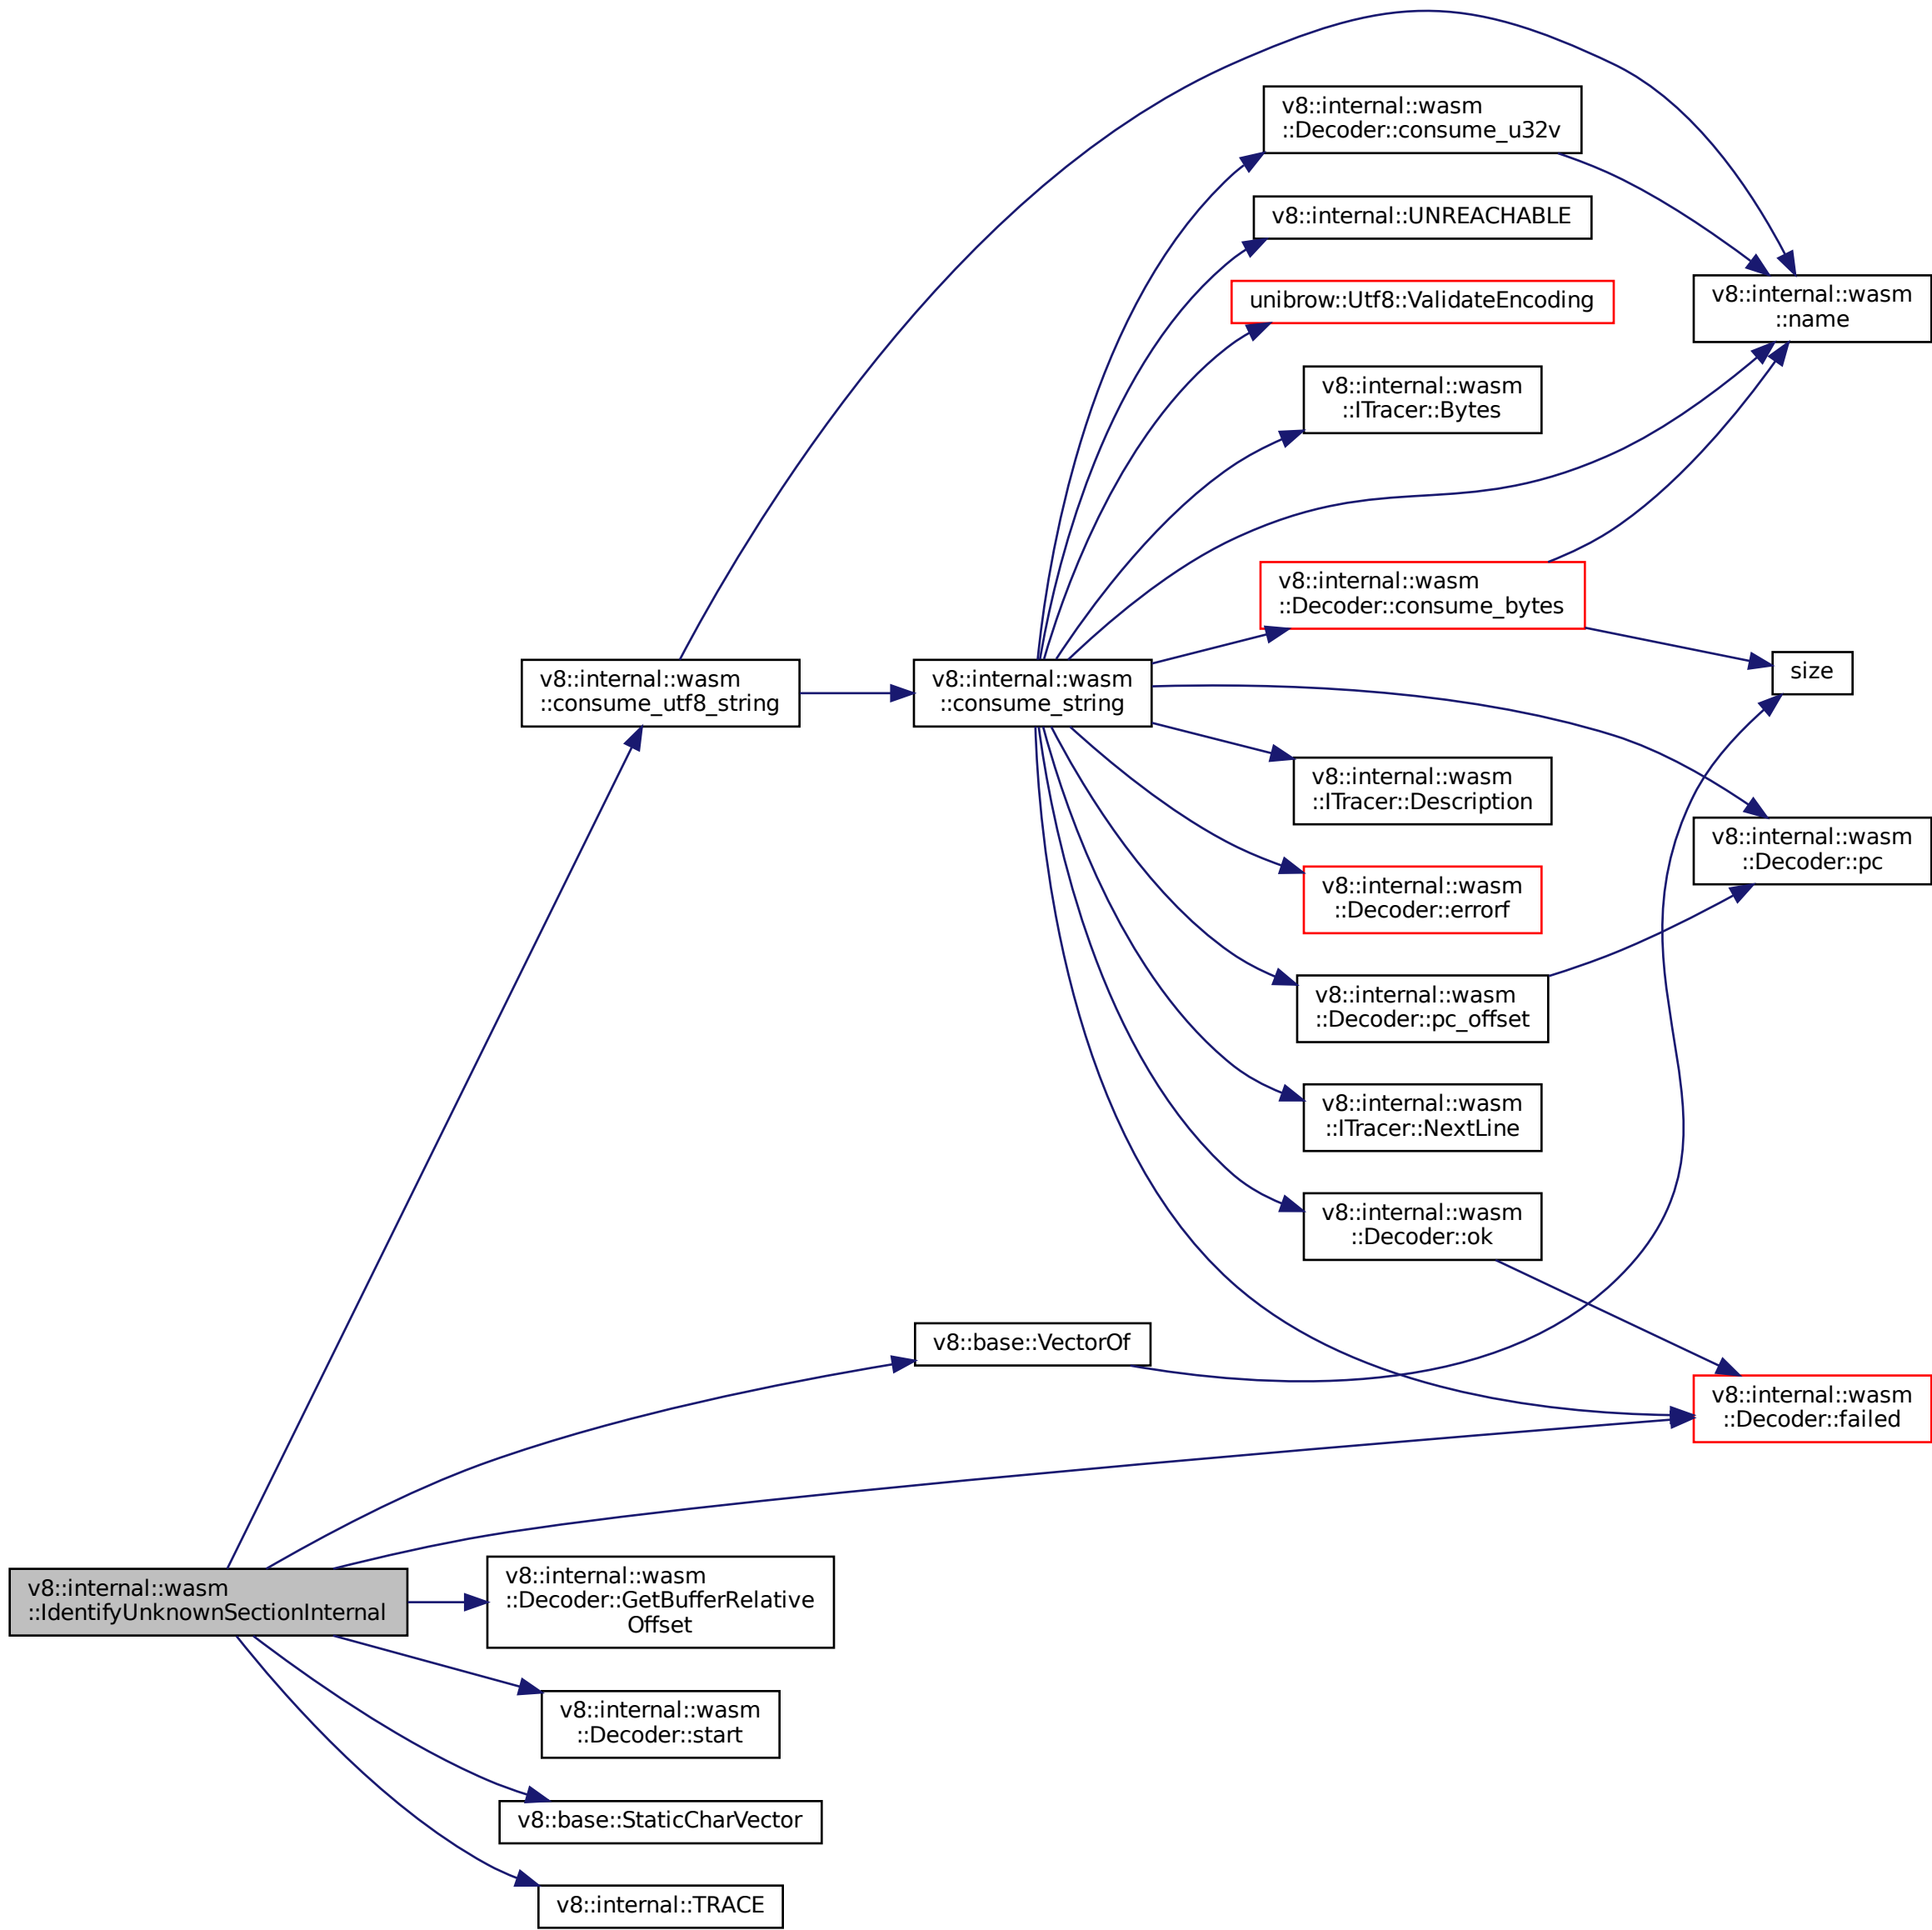 v8::internal::wasm
::IdentifyUnknownSectionInternal
v8::internal::wasm
::consume_utf8_string
v8::internal::wasm
::consume_string
v8::internal::wasm
::Decoder::consume_u32v
v8::internal::UNREACHABLE
unibrow::Utf8::ValidateEncoding
v8::internal::wasm
::ITracer::Bytes
v8::internal::wasm
::name
v8::internal::wasm
::Decoder::consume_bytes
size
v8::internal::wasm
::ITracer::Description
v8::internal::wasm
::Decoder::pc
v8::internal::wasm
::Decoder::errorf
v8::internal::wasm
::Decoder::pc_offset
v8::internal::wasm
::ITracer::NextLine
v8::internal::wasm
::Decoder::ok
v8::base::VectorOf
v8::internal::wasm
::Decoder::failed
v8::internal::wasm
::Decoder::GetBufferRelative
Offset
v8::internal::wasm
::Decoder::start
v8::base::StaticCharVector
v8::internal::TRACE